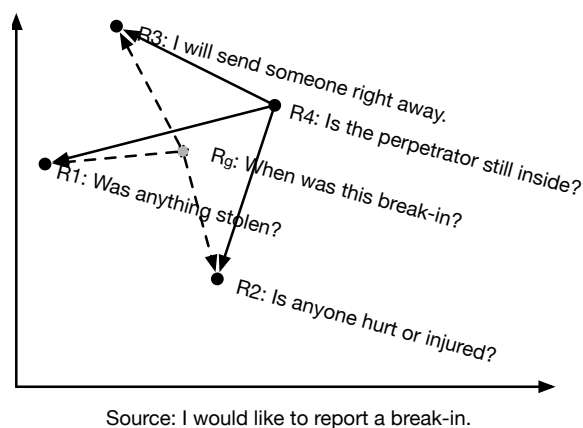 R3: I will send someone right away.
R4: Is the perpetrator still inside?
Rg: When was this break-in?
R1: Was anything stolen?
R2: Is anyone hurt or injured?
Source: I would like to report a break-in.